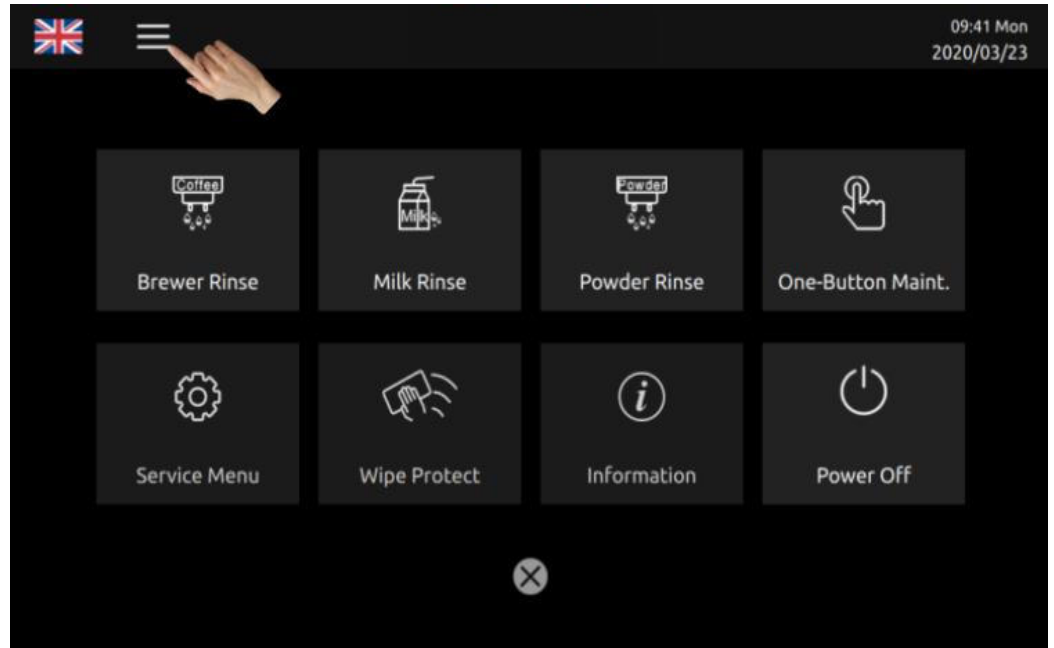 09:41 Mon
2020/03/23
Coffee
Milk
Powder
Brewer Rinse
Milk Rinse
Powder Rinse
One-Button Maint.
Service Menu
Wipe Protect
Information
Power Off